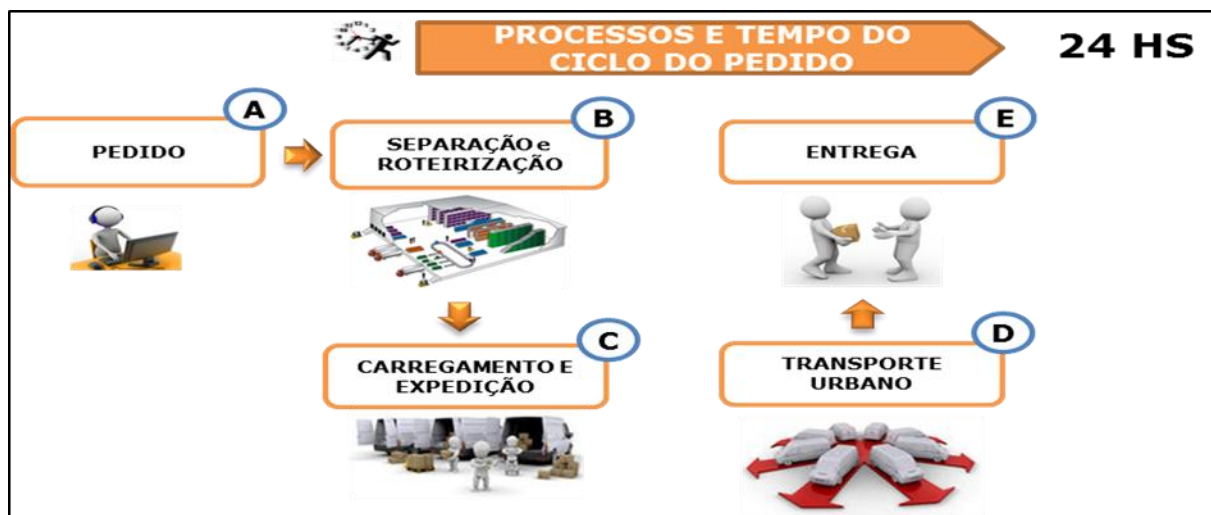 PROCESSOS E TEMPO DO
CICLO DO PEDIDO
24 HS
A
PEDIDO
B
SEPARAÇÃO e
ROTEIRIZAÇÃO
E
ENTREGA
C
CARREGAMENTO E
EXPEDIÇÃO
D
TRANSPORTE
URBANO